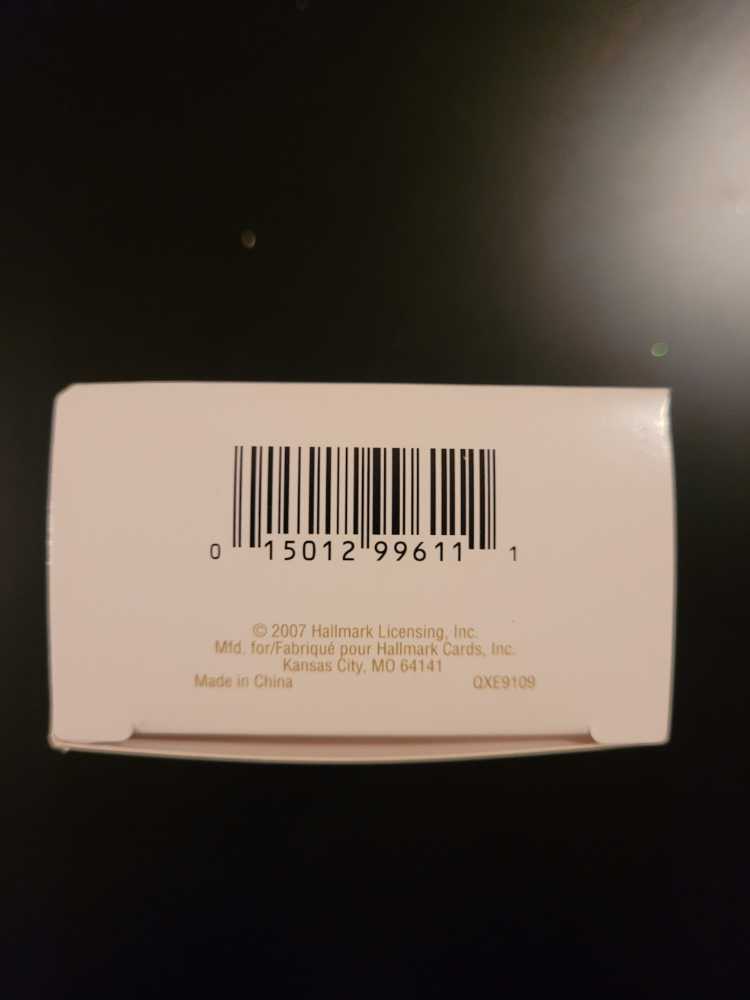 0 15012 99611 1
© 2007 Hallmark Licensing, Inc.
Mfd. for/Fabriqué pour Hallmark Cards, Inc.
Kansas City, MO 64141
Made in China QXE9109